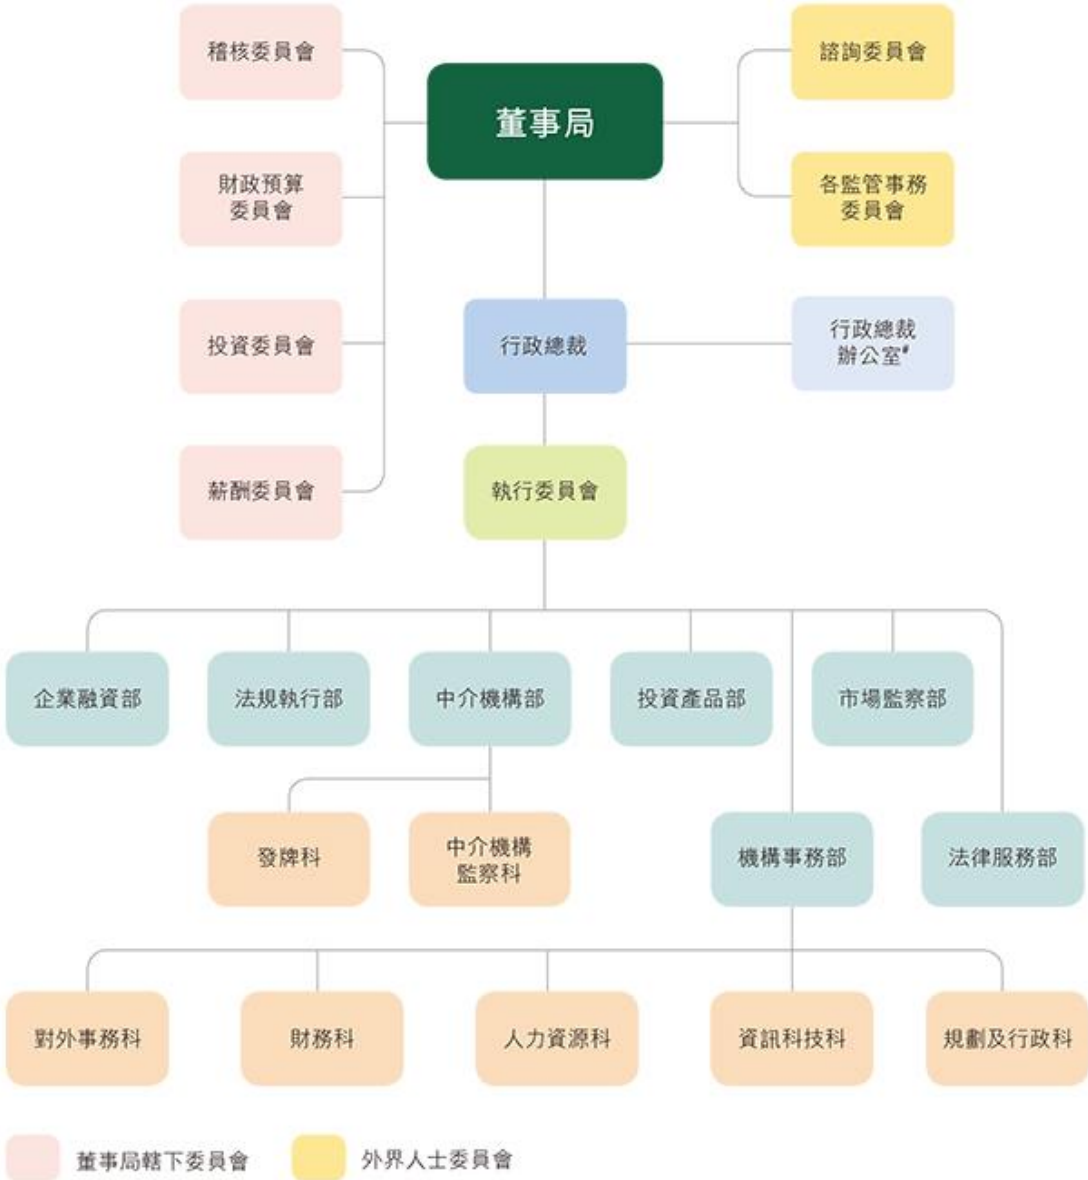 稽核委員會
諮詢委員會
董事局
財政預算
委員會
各監管事務
委員會
投資委員會
行政總裁
行政總裁
辦公室#
薪酬委員會
執行委員會
企業融資部
法規執行部
中介機構部
投資產品部
市場監察部
發牌科
中介機構
監察科
機構事務部
法律服務部
對外事務科
財務科
人力資源科
資訊科技科
規劃及行政科
董事局轄下委員會
外界人士委員會